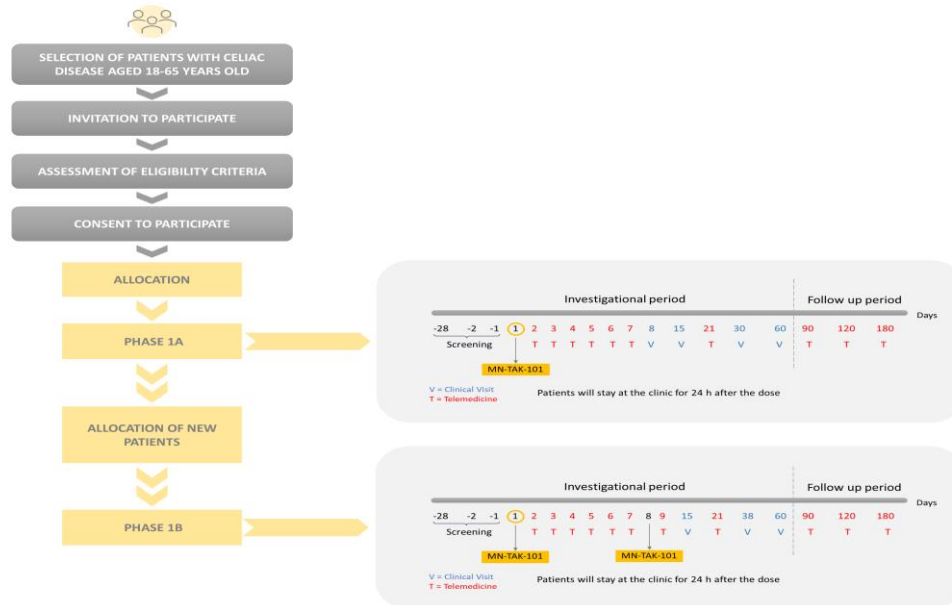 SELECTION OF PATIENTS WITH CELIAC
DISEASE AGED 18-65 YEARS OLD
INVITATION TO PARTICIPATE
ASSESSMENT OF ELIGIBILITY CRITERIA
CONSENT TO PARTICIPATE
ALLOCATION
PHASE 1A
Investigational period
Follow up period
Days
-28 -2 -1 1 2 3 4 5 6 7 8 15 21 30 60 90 120 180
Screening T T T T T T V V T V V T T T
MN-TAK-101
V = Clinical Visit
T = Telemedicine
Patients will stay at the clinic for 24 h after the dose
ALLOCATION OF NEW
PATIENTS
PHASE 1B
Investigational period
Follow up period
Days
-28 -2 -1 1 2 3 4 5 6 7 8 9 15 21 38 60 90 120 180
Screening T T T T T T T V T V V T T T
MN-TAK-101 MN-TAK-101
V = Clinical Visit
T = Telemedicine
Patients will stay at the clinic for 24 h after the dose